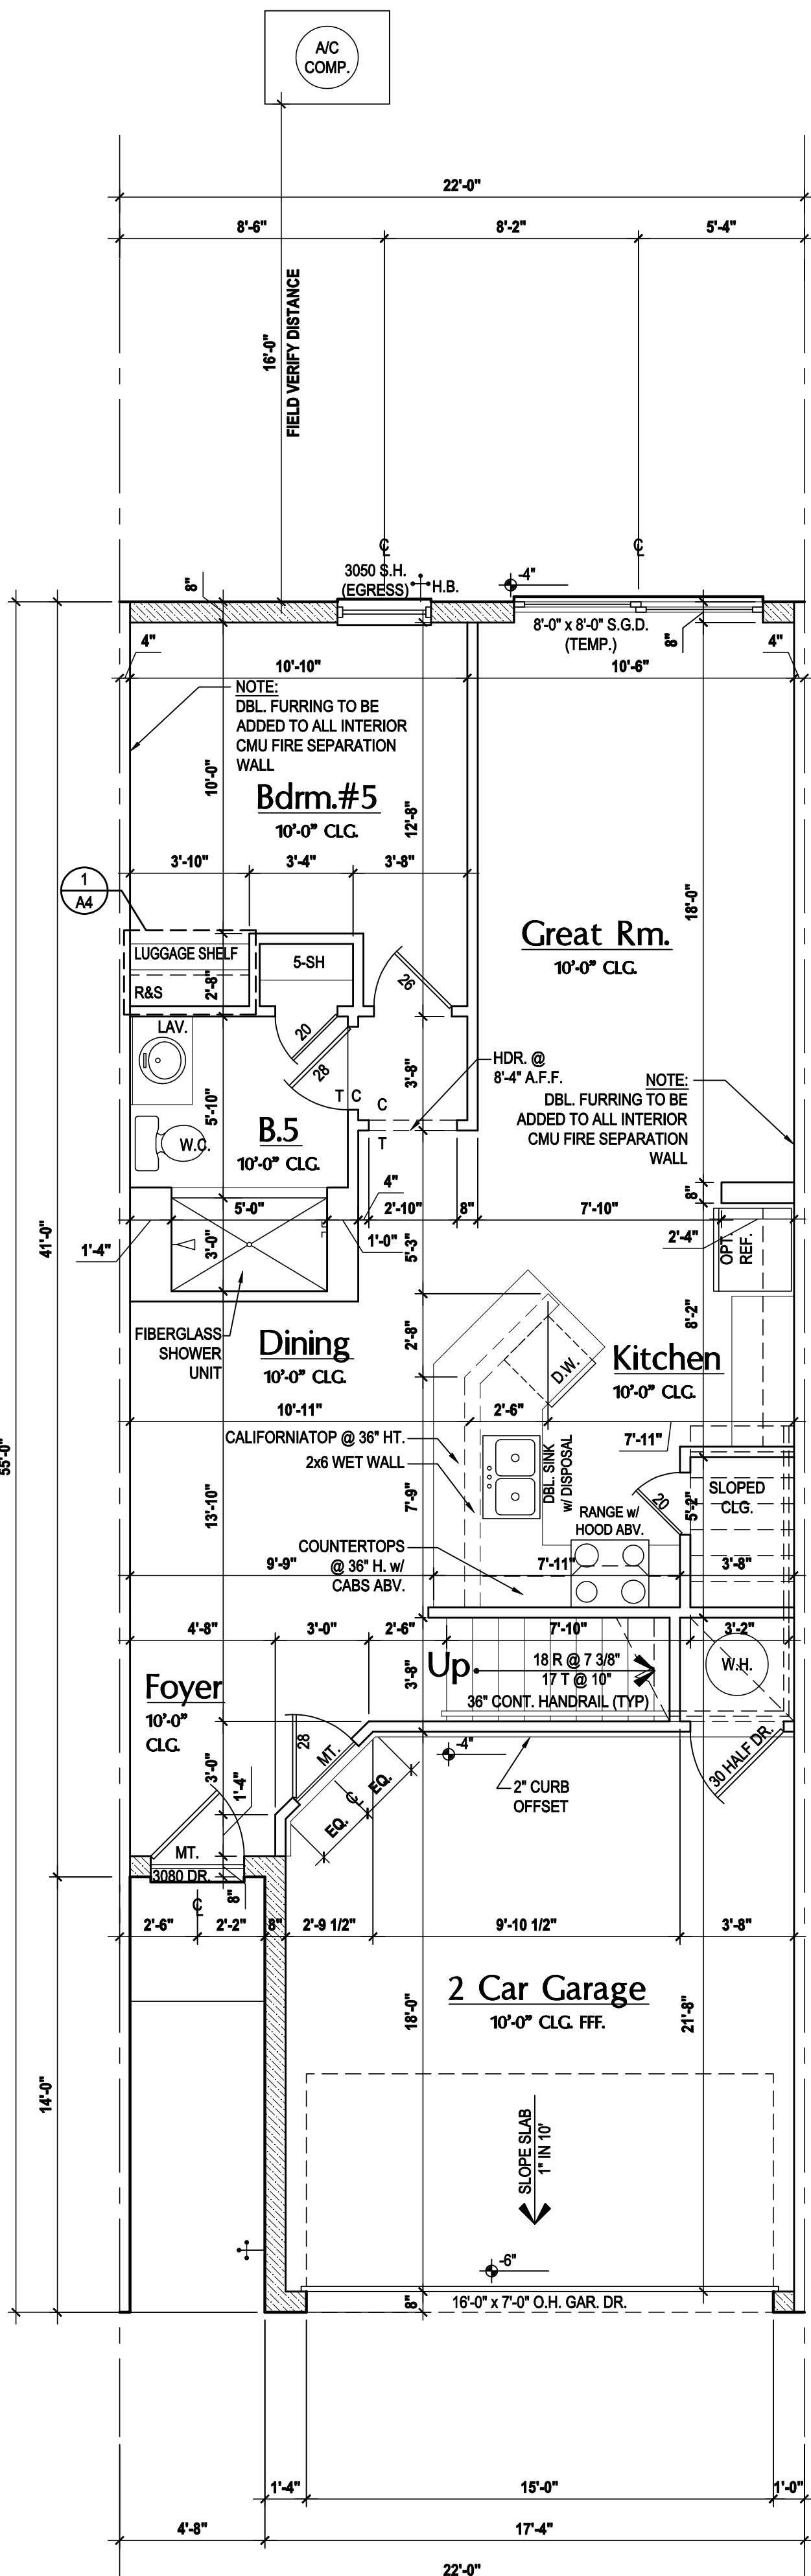 A/C
COMP.
22'-0"
8'-6"
8'-2"
5'-4"
16'-0"
FIELD VERIFY DISTANCE
℄
℄
3050 S.H.
(EGRESS)
H.B.
-4"
8"
8'-0" x 8'-0" S.G.D.
(TEMP.)
8"
4"
4"
10'-10"
10'-6"
NOTE:
DBL. FURRING TO BE
ADDED TO ALL INTERIOR
CMU FIRE SEPARATION
WALL
10'-0"
Bdrm.#5
10'-0" CLG.
12'-8"
3'-10"
3'-4"
3'-8"
1
A4
18'-0"
Great Rm.
10'-0" CLG.
LUGGAGE SHELF
R&S
2'-8"
5-SH
26
20
28
LAV.
3'-8"
HDR. @
8'-4" A.F.F.
NOTE:
DBL. FURRING TO BE
ADDED TO ALL INTERIOR
CMU FIRE SEPARATION
WALL
5'-10"
T C
C
T
B.5
10'-0" CLG.
W.C.
4"
8"
5'-0"
2'-10"
8"
7'-10"
1'-4"
3'-0"
1'-0"
5'-3"
2'-4"
OPT.
REF.
41'-0"
8'-2"
FIBERGLASS
SHOWER
UNIT
Dining
10'-0" CLG.
2'-8"
D.W.
Kitchen
10'-0" CLG.
10'-11"
2'-6"
7'-11"
CALIFORNIATOP @ 36" HT.
2x6 WET WALL
DBL. SINK
w/ DISPOSAL
55'-0"
13'-10"
7'-9"
20
5'-2"
SLOPED
CLG.
RANGE w/
HOOD ABV.
COUNTERTOPS
@ 36" H. w/
CABS ABV.
9'-9"
7'-11"
3'-8"
4'-8"
3'-0"
2'-6"
7'-10"
3'-2"
3'-8"
Up
18 R @ 7 3/8"
17 T @ 10"
36" CONT. HANDRAIL (TYP)
W.H.
Foyer
10'-0"
CLG.
28
MT.
-4"
30 HALF DR.
3'-0"
1'-4"
EQ.
℄
EQ.
2" CURB
OFFSET
MT.
3080 DR.
8"
℄
2'-6"
2'-2"
8"
2'-9 1/2"
9'-10 1/2"
3'-8"
2 Car Garage
10'-0" CLG. FFF.
18'-0"
21'-8"
14'-0"
SLOPE SLAB
1" IN 10'
-6"
8"
16'-0" x 7'-0" O.H. GAR. DR.
1'-4"
15'-0"
1'-0"
4'-8"
17'-4"
22'-0"